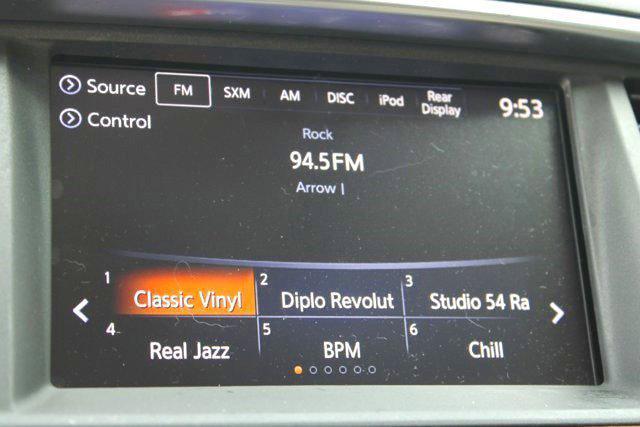 Source FM SXM AM DISC iPod Rear Display 9:53
Control
Rock
94.5FM
Arrow |
1 Classic Vinyl 2 Diplo Revolut 3 Studio 54 Ra
4 Real Jazz 5 BPM 6 Chill